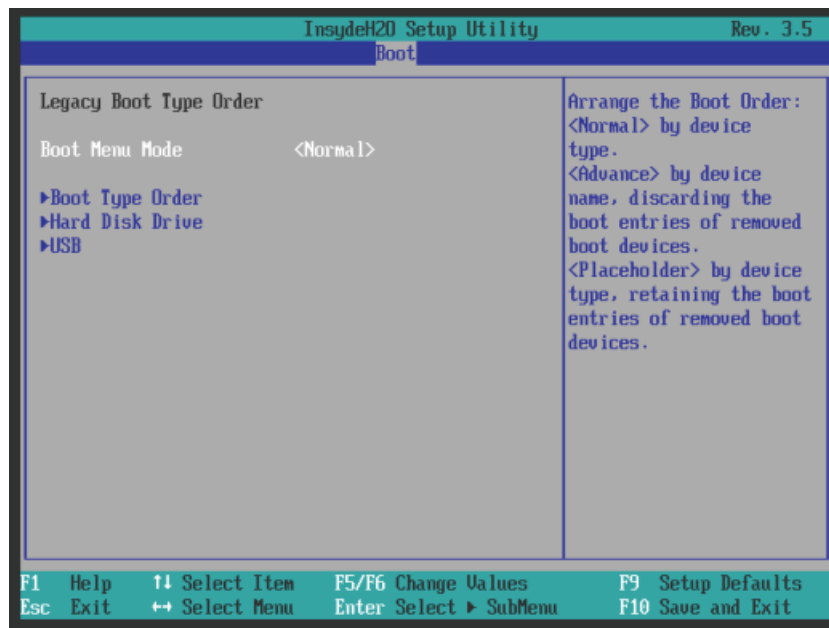 InsydeH2O Setup Utility Rev. 3.5
Boot
Legacy Boot Type Order
Boot Menu Mode <Normal>
▶Boot Type Order
▶Hard Disk Drive
▶USB
Arrange the Boot Order:
<Normal> by device
type.
<Advance> by device
name, discarding the
boot entries of removed
boot devices.
<Placeholder> by device
type, retaining the boot
entries of removed boot
devices.
F1 Help ↑↓ Select Item F5/F6 Change Values F9 Setup Defaults
Esc Exit ↔ Select Menu Enter Select ▶ SubMenu F10 Save and Exit